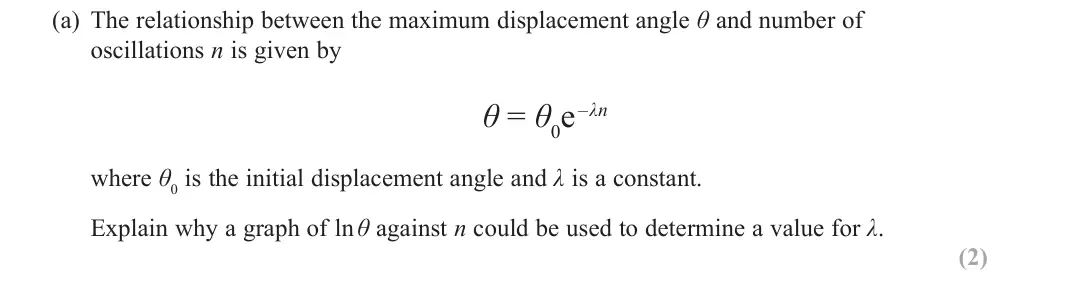 (a) The relationship between the maximum displacement angle θ and number of
oscillations n is given by
θ = θ₀e⁻λⁿ
where θ₀ is the initial displacement angle and λ is a constant.
Explain why a graph of lnθ against n could be used to determine a value for λ.
(2)